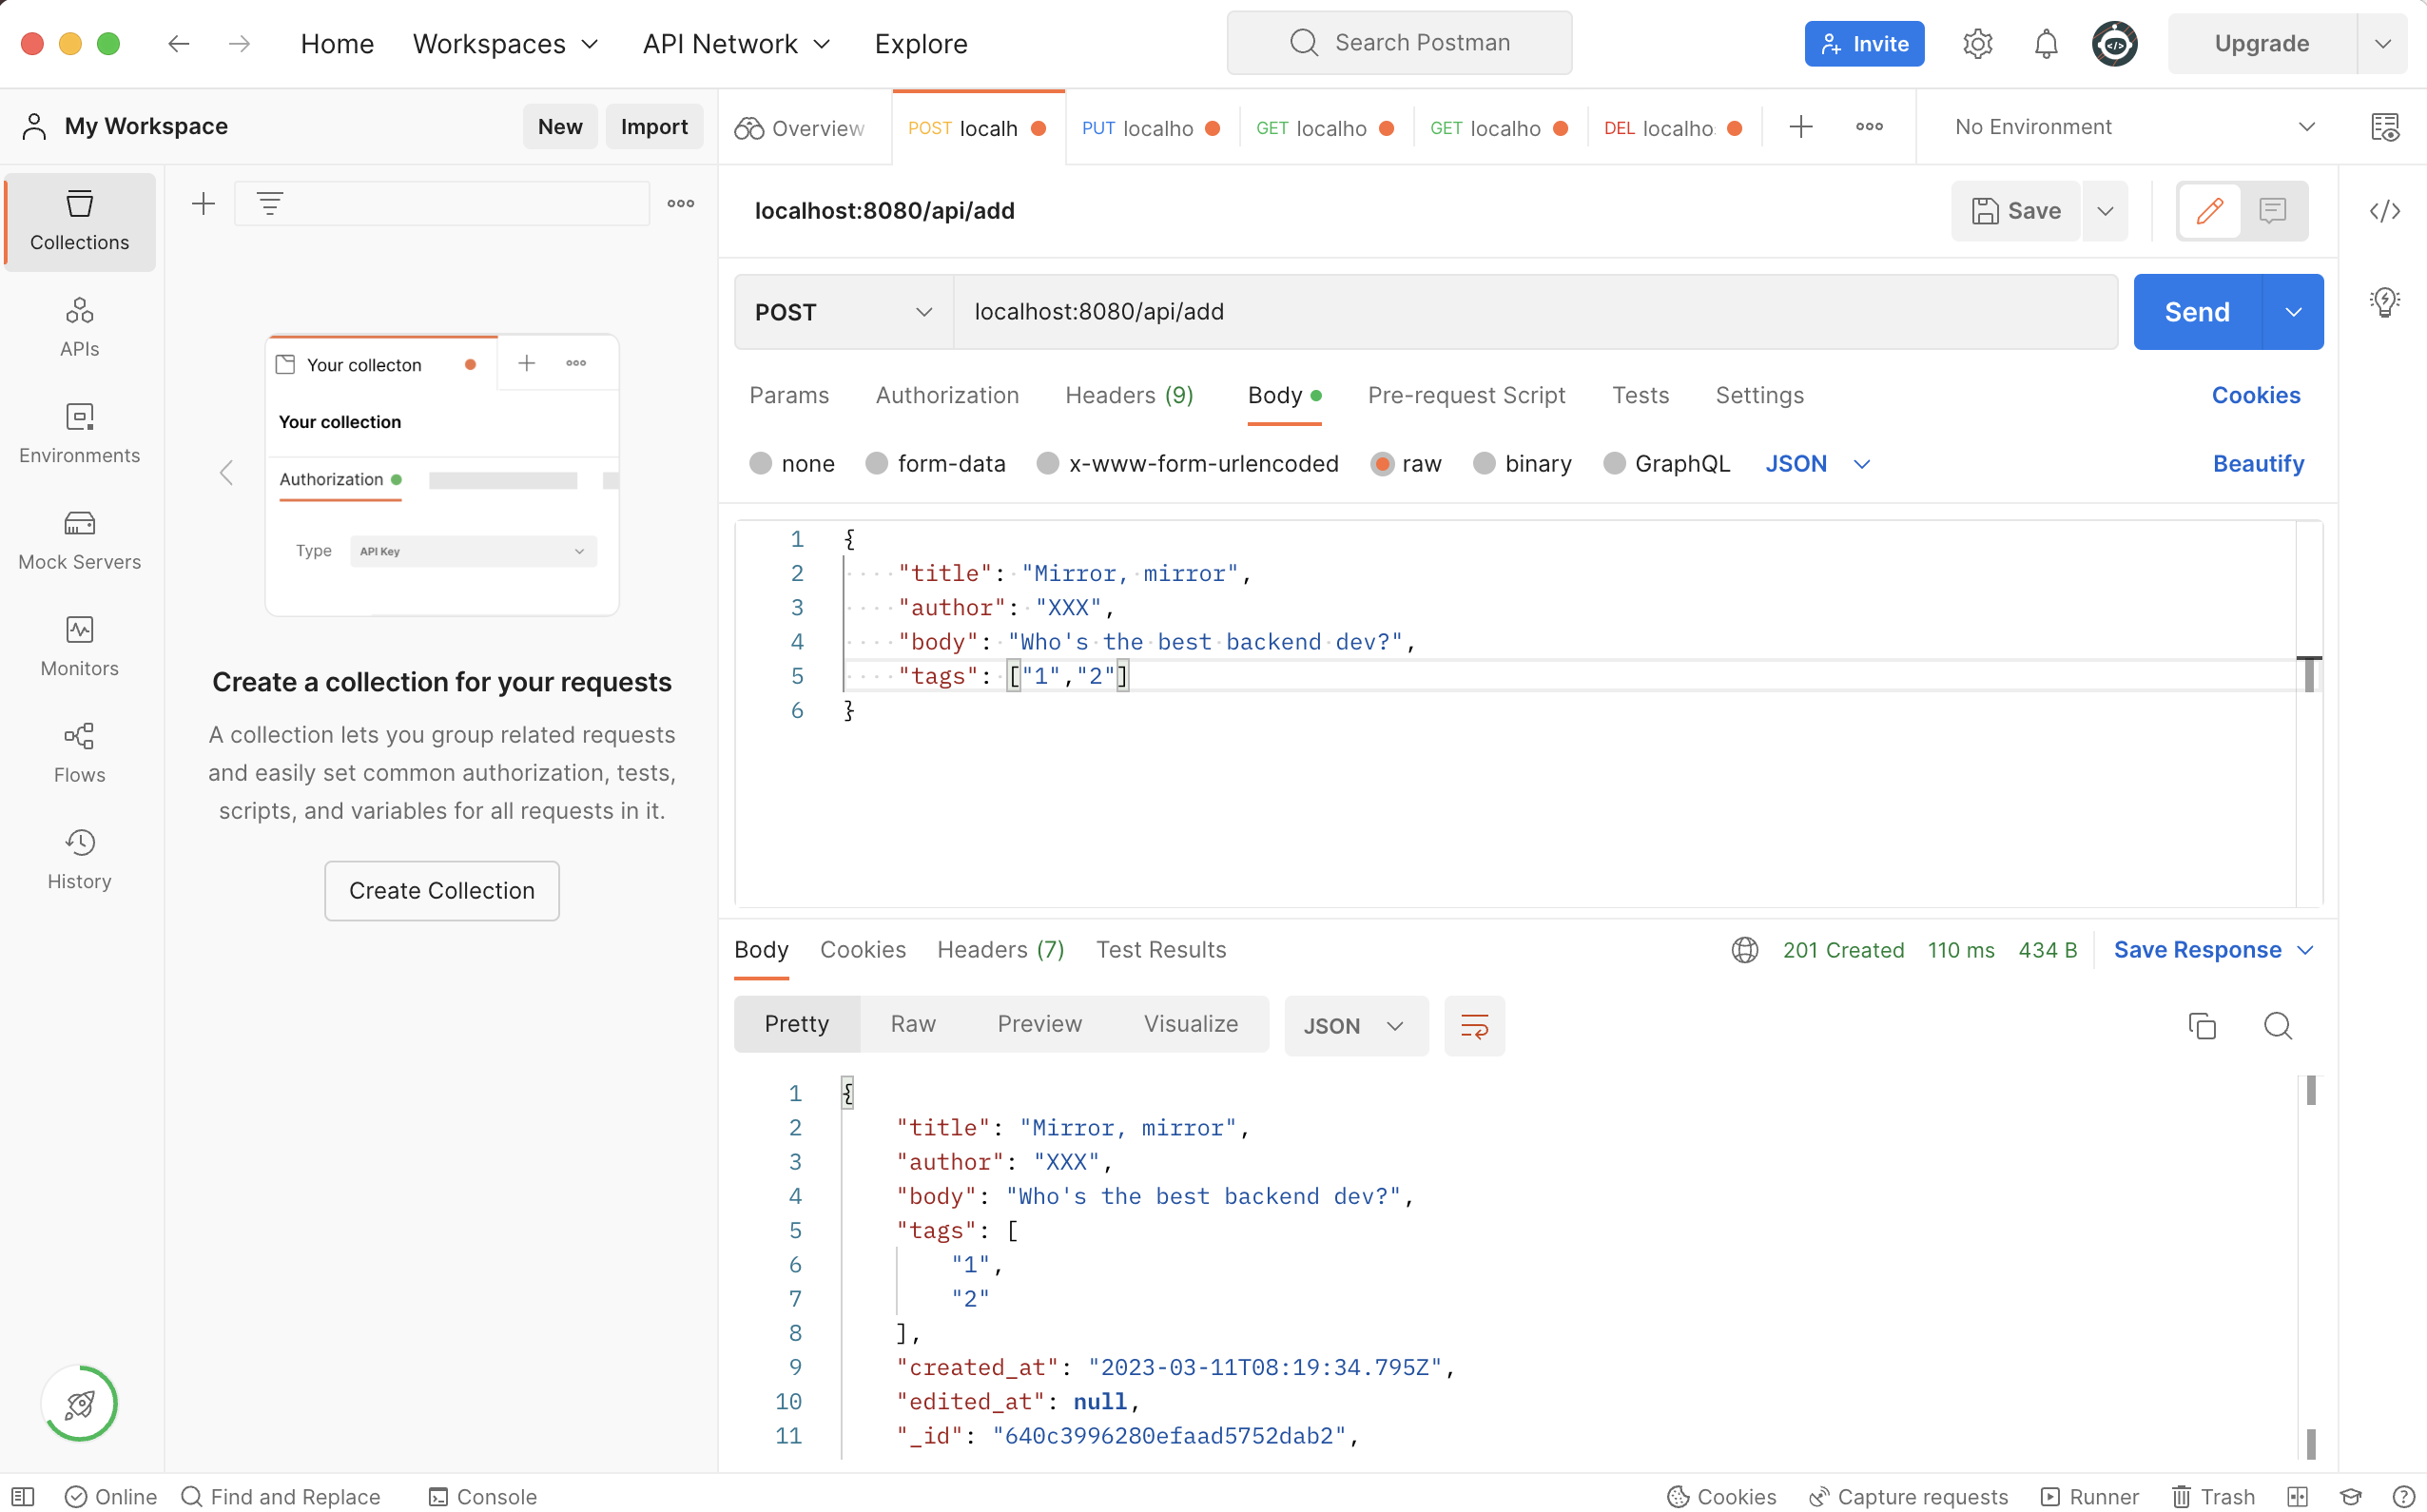 Home Workspaces API Network Explore Search Postman Invite Upgrade
My Workspace New Import
Overview POST localh PUT localho GET localho GET localho DEL localho No Environment
Collections
APIs
Environments
Mock Servers
Monitors
Flows
History
Your collecton
Your collection
Authorization
Type API Key
Create a collection for your requests
A collection lets you group related requests
and easily set common authorization, tests,
scripts, and variables for all requests in it.
Create Collection
localhost:8080/api/add Save
POST localhost:8080/api/add Send
Params Authorization Headers (9) Body Pre-request Script Tests Settings Cookies
none form-data x-www-form-urlencoded raw binary GraphQL JSON Beautify
1 {
2 "title": "Mirror, mirror",
3 "author": "XXX",
4 "body": "Who's the best backend dev?",
5 "tags": ["1","2"]
6 }
Body Cookies Headers (7) Test Results 201 Created 110 ms 434 B Save Response
Pretty Raw Preview Visualize JSON
1 {
2 "title": "Mirror, mirror",
3 "author": "XXX",
4 "body": "Who's the best backend dev?",
5 "tags": [
6 "1",
7 "2"
8 ],
9 "created_at": "2023-03-11T08:19:34.795Z",
10 "edited_at": null,
11 "_id": "640c3996280efaad5752dab2",
Online Find and Replace Console Cookies Capture requests Runner Trash